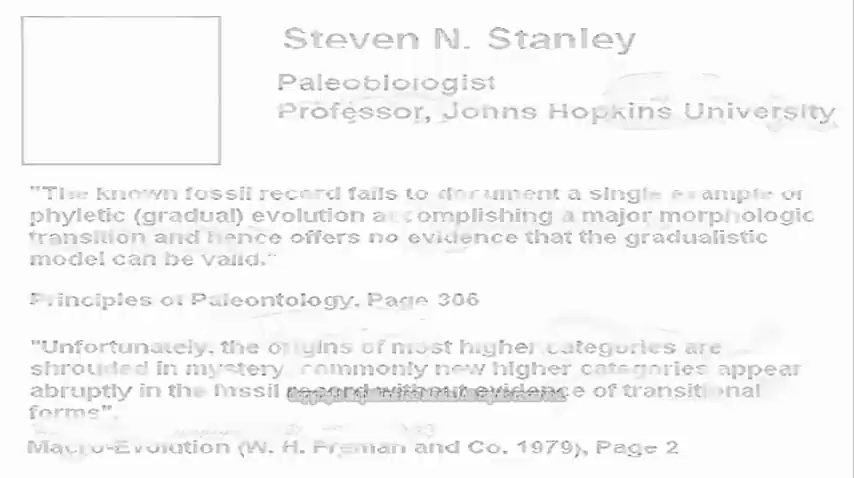 Steven N. Stanley
Paleobiologist
Professor, Johns Hopkins University
"The known fossil record fails to document a single example of
phyletic (gradual) evolution accomplishing a major morphologic
transition and hence offers no evidence that the gradualistic
model can be valid."
Principles of Paleontology, Page 306
"Unfortunately, the origins of most higher categories are
shrouded in mystery, commonly new higher categories appear
abruptly in the fossil record without evidence of transitional
forms".
Macro-Evolution (W. H. Freman and Co. 1979), Page 2